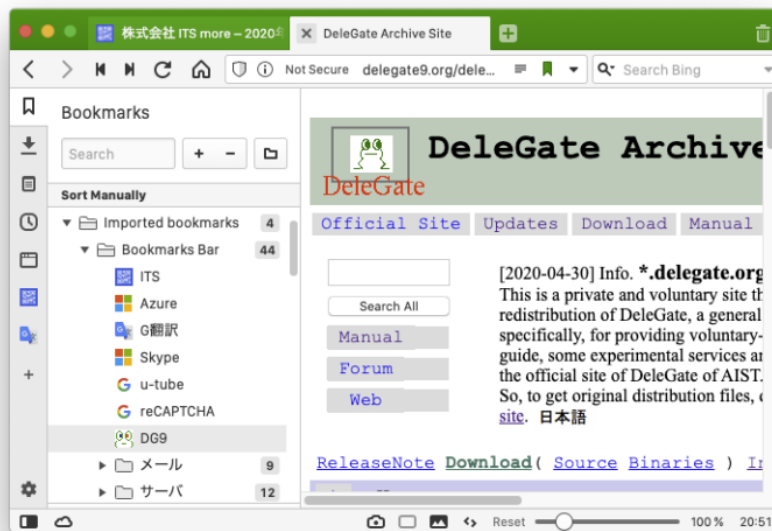 株式会社 ITS more – 2020
DeleGate Archive Site
Not Secure delegate9.org/dele...
Search Bing
Bookmarks
Search
Sort Manually
Imported bookmarks 4
Bookmarks Bar 44
ITS
Azure
G翻訳
Skype
u-tube
reCAPTCHA
DG9
メール 9
サーバ 12
DeleGate Archive
DeleGate
Official Site Updates Download Manual
Search All
Manual
Forum
Web
[2020-04-30] Info. *.delegate.org
This is a private and voluntary site th
redistribution of DeleGate, a general
specifically, for providing voluntary-
guide, some experimental services a
the official site of DeleGate of AIST.
So, to get original distribution files,
site. 日本語
ReleaseNote Download( Source Binaries ) In
Reset 100% 20:51